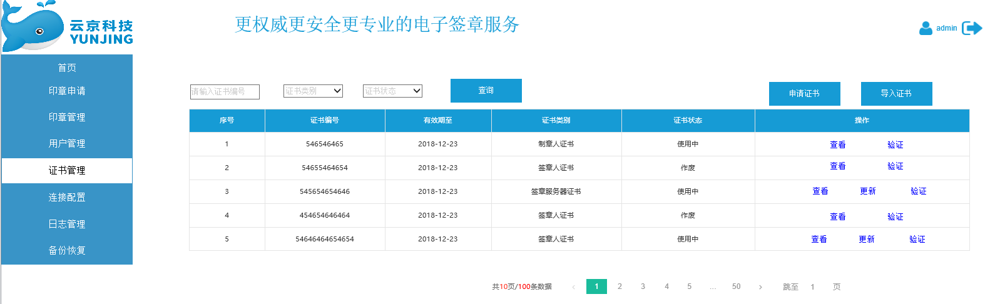 云京科技
YUNJING
更权威更安全更专业的电子签章服务
admin
首页
印章申请
印章管理
用户管理
证书管理
连接配置
日志管理
备份恢复
请输入证书编号 证书类别 证书状态 查询 申请证书 导入证书
序号 证书编号 有效期至 证书类别 证书状态 操作
1 546546465 2018-12-23 制章人证书 使用中 查看 验证
2 54655464654 2018-12-23 签章人证书 作废 查看 验证
3 545654654646 2018-12-23 签章服务器证书 使用中 查看 更新 验证
4 454654646464 2018-12-23 签章人证书 作废 查看 验证
5 54646464654654 2018-12-23 签章人证书 使用中 查看 更新 验证
共10页/100条数据 ‹ 1 2 3 4 5 ... 50 › 跳至 1 页